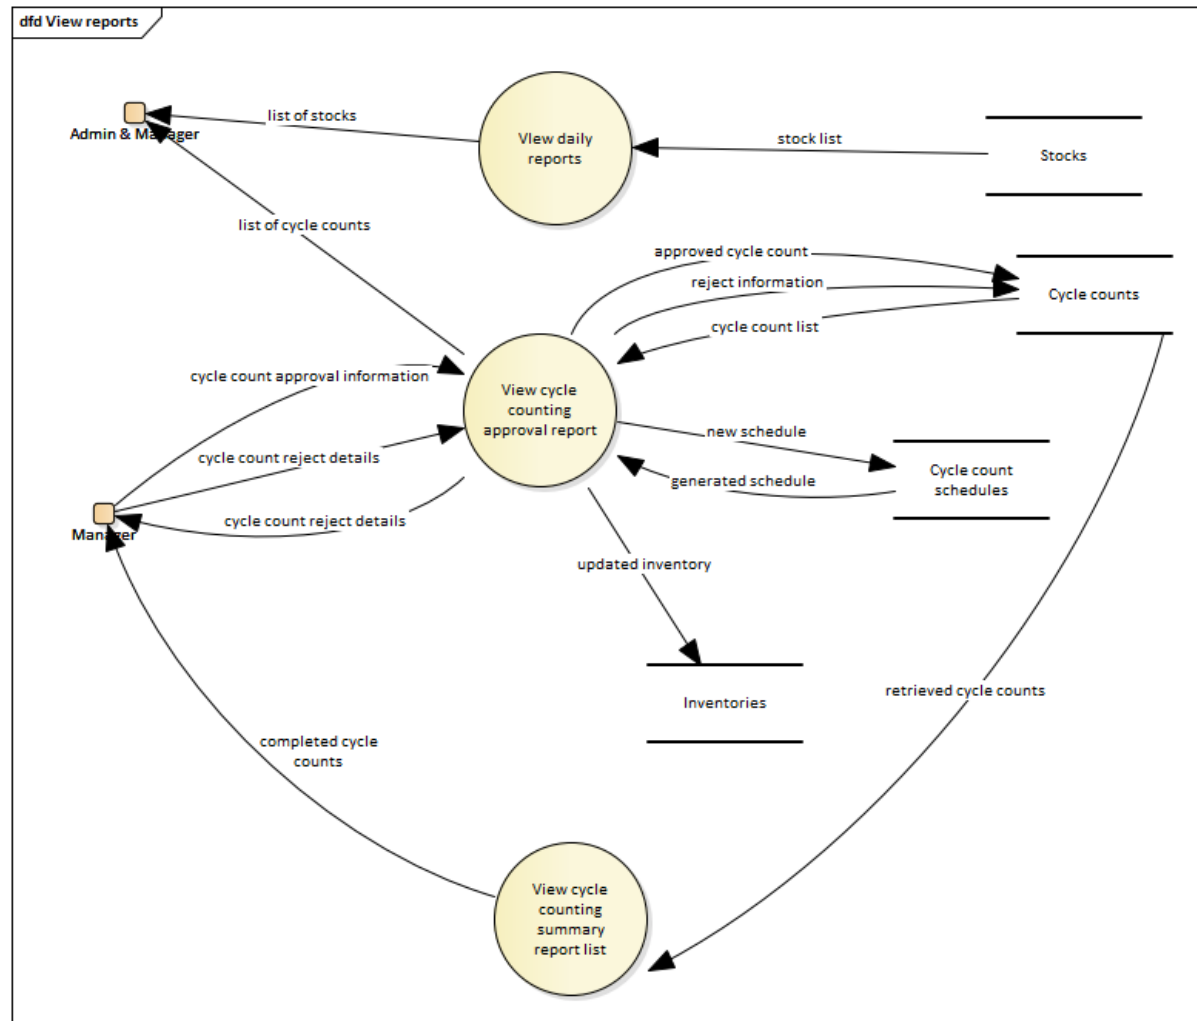 dfd View reports
list of stocks
Admin & Manager
VIew daily
reports
stock list
Stocks
list of cycle counts
approved cycle count
reject information
Cycle counts
cycle count list
cycle count approval information
View cycle
counting
approval report
new schedule
cycle count reject details
Cycle count
schedules
generated schedule
cycle count reject details
Manager
updated inventory
Inventories
retrieved cycle counts
completed cycle
counts
View cycle
counting
summary
report list